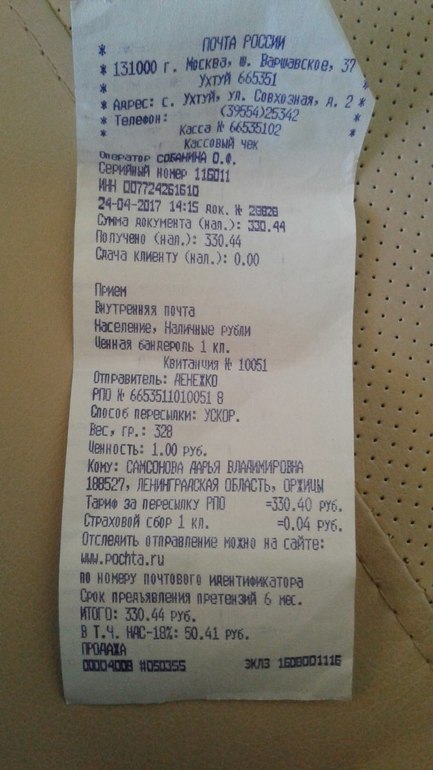 ПОЧТА РОССИИ
* 131000 г. Москва, ш. Варшавское, 37
* УХТУЙ 665351
* Адрес: с. Ухтуй, ул. Совхозная, д. 2 *
* Телефон: (39554)25342
* Касса № 66535102 *
Кассовый чек
Оператор СОБАНИНА О.Ф.
Серийный номер 116011
ИНН 007724261610
24-04-2017 14:15 док. № 28828
Сумма документа (нал.): 330.44
Получено (нал.): 330.44
Сдача клиенту (нал.): 0.00
Прием
Внутренняя почта
Население, Наличные рубли
Ценная бандероль 1 кл.
Квитанция № 10051
Отправитель: ДЕНЕЖКО
РПО № 6653511010051 8
Способ пересылки: УСКОР.
Вес, гр.: 328
Ценность: 1.00 руб.
Кому: САМСОНОВА ДАРЬЯ ВЛАДИМИРОВНА
188527, ЛЕНИНГРАДСКАЯ ОБЛАСТЬ, ОРЖИЦЫ
Тариф за пересылку РПО =330.40 руб.
Страховой сбор 1 кл. =0.04 руб.
Отследить отправление можно на сайте:
www.pochta.ru
по номеру почтового идентификатора
Срок предъявления претензий 6 мес.
ИТОГО: 330.44 руб.
В Т.Ч. НДС-18%: 50.41 руб.
ПРОДАЖА
00004008 #050355 ЭКЛЗ 1608001116